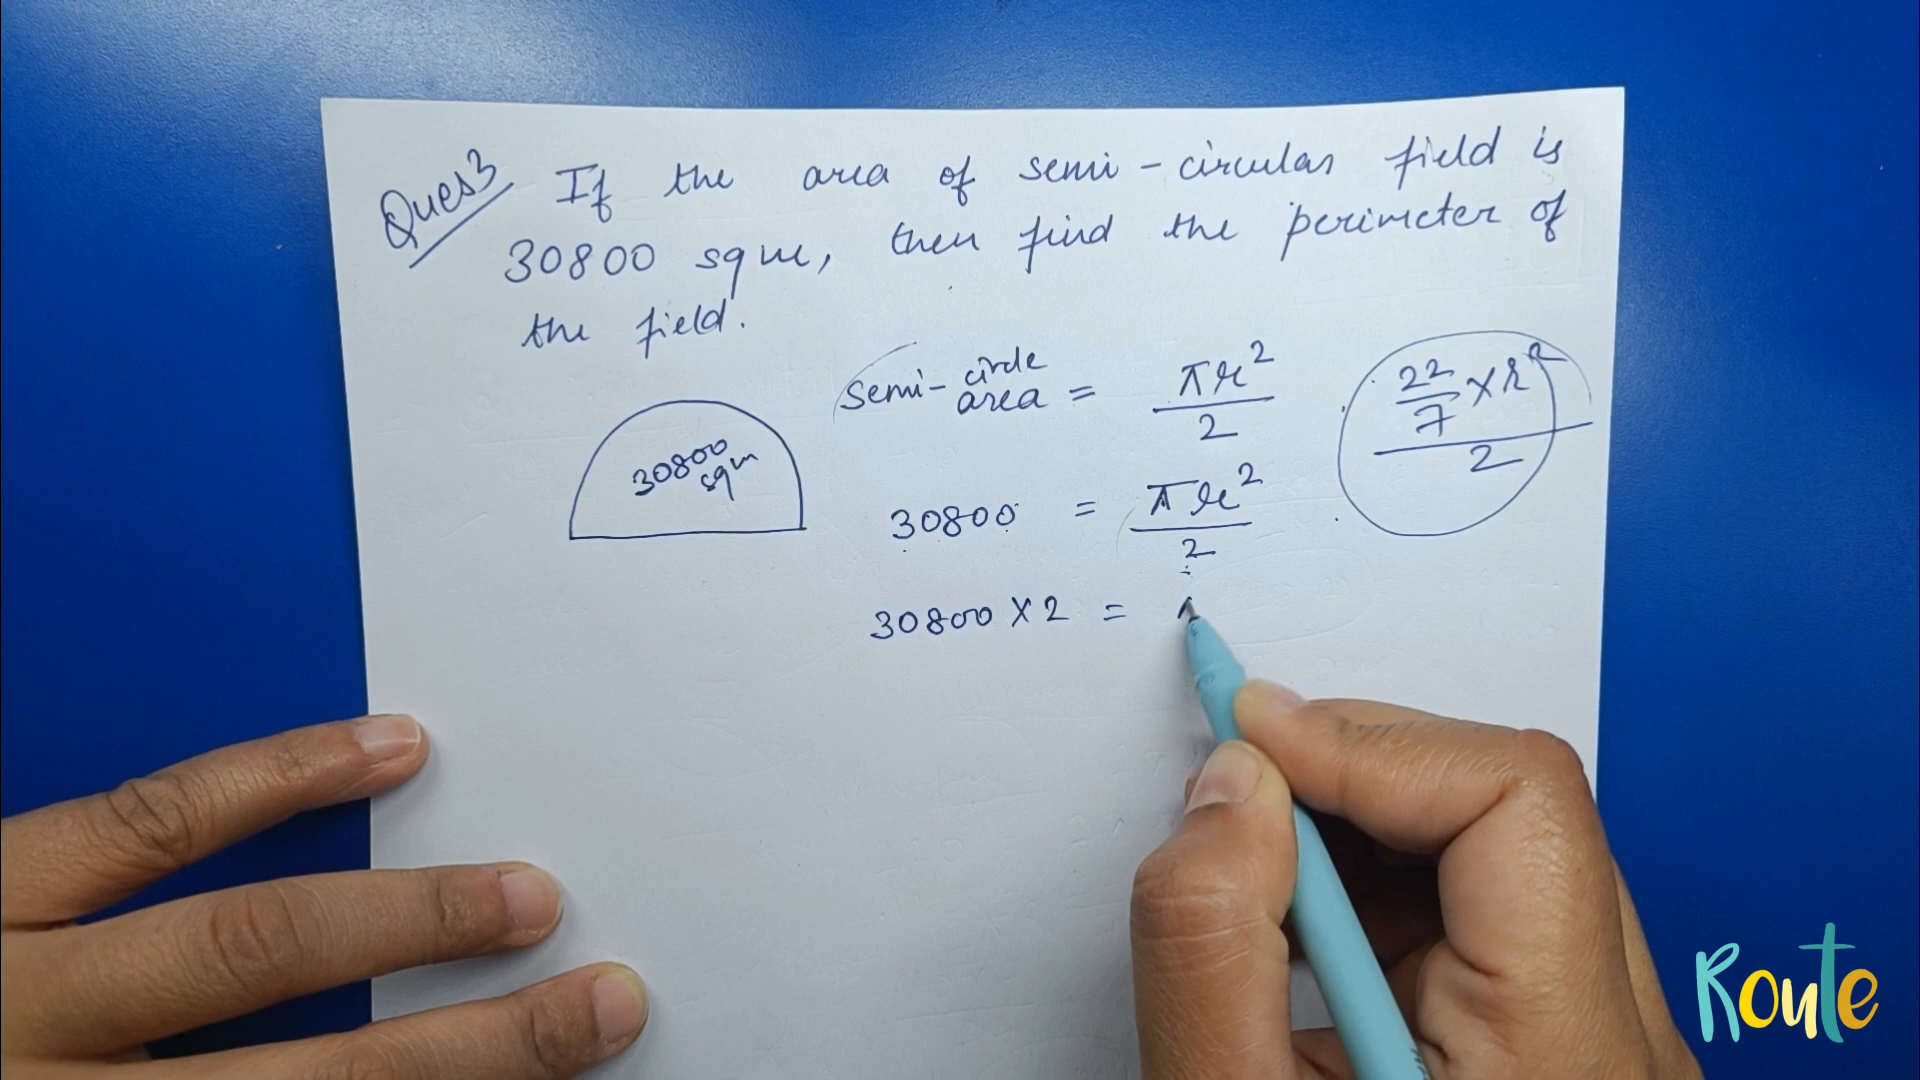 Ques3 If the area of semi-circular field is
30800 sqm, then find the perimeter of
the field.
30800
sqm
Semi-circle
area = πr²/2
22/7 × r²/2
30800 = πr²/2
30800 × 2 =
Route